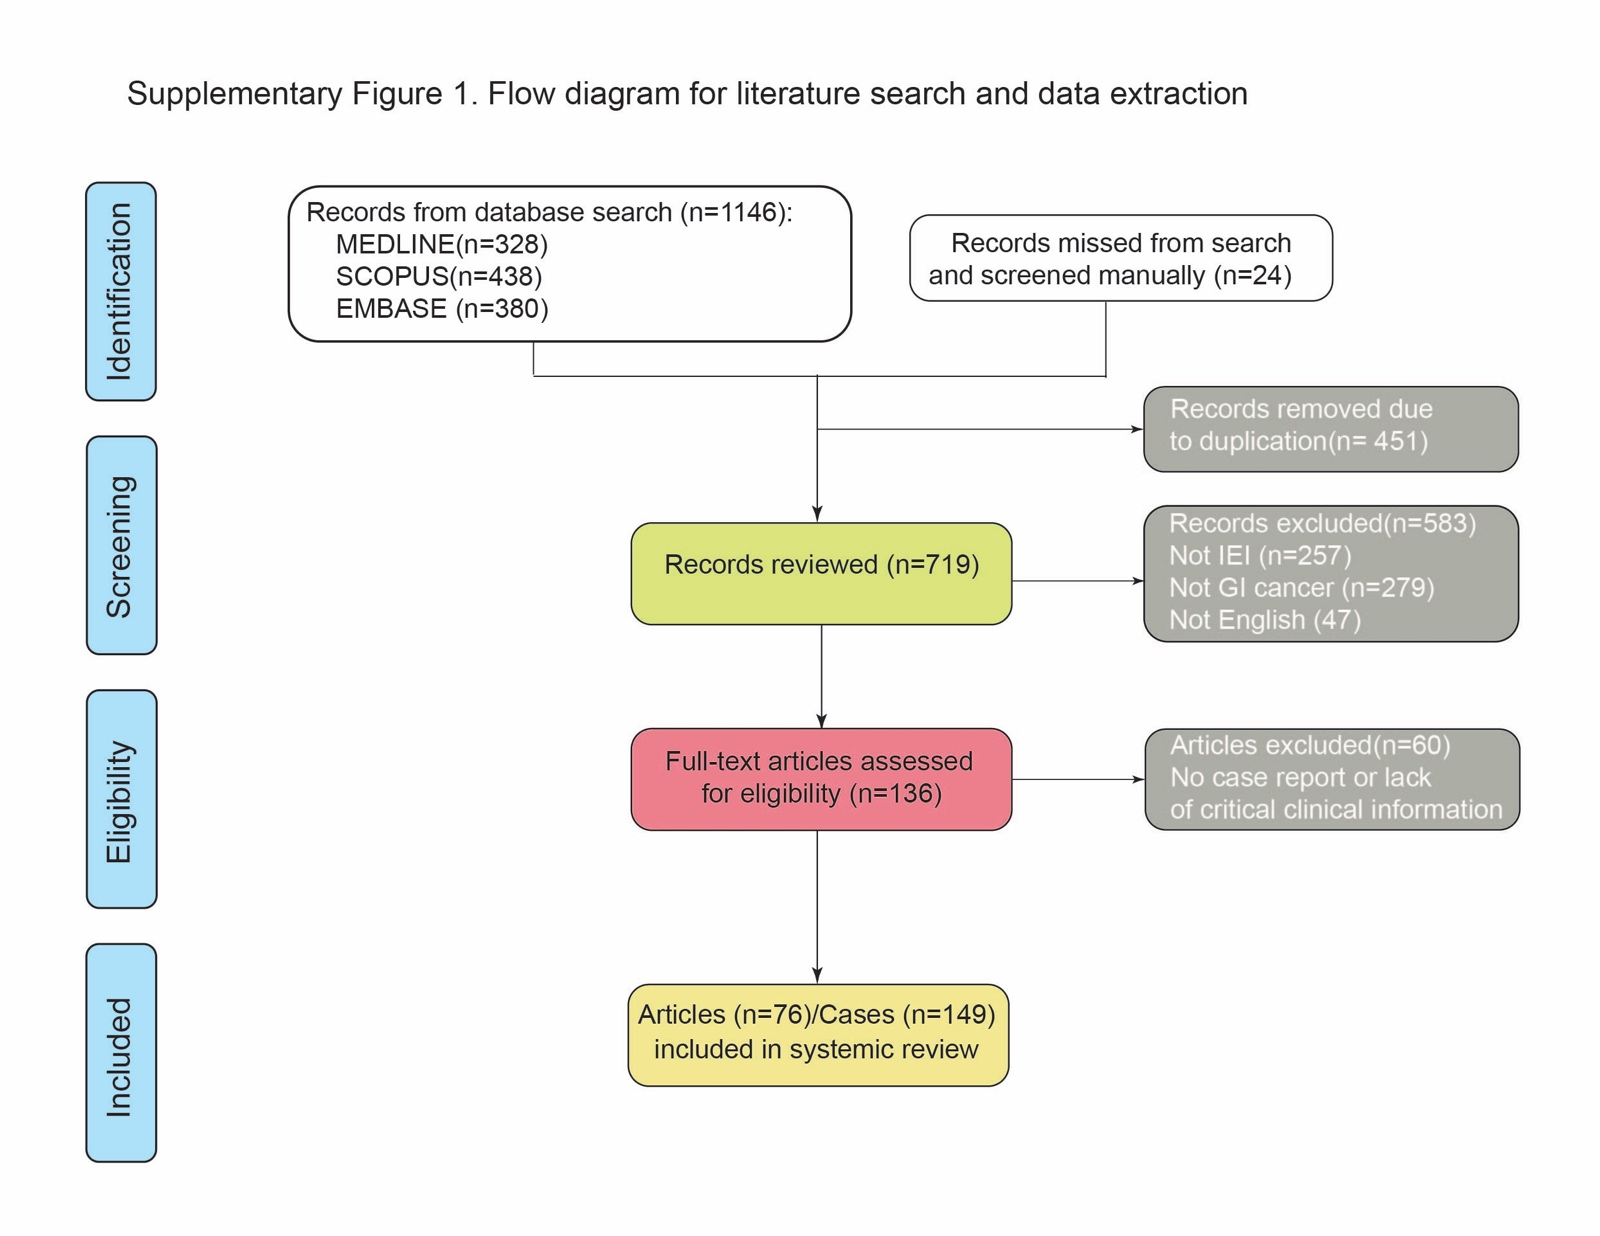 Supplementary Figure 1. Flow diagram for literature search and data extraction
Identification
Records from database search (n=1146):
MEDLINE(n=328)
SCOPUS(n=438)
EMBASE (n=380)
Records missed from search
and screened manually (n=24)
Records removed due
to duplication(n= 451)
Screening
Records reviewed (n=719)
Records excluded(n=583)
Not IEI (n=257)
Not GI cancer (n=279)
Not English (47)
Eligibility
Full-text articles assessed
for eligibility (n=136)
Articles excluded(n=60)
No case report or lack
of critical clinical information
Included
Articles (n=76)/Cases (n=149)
included in systemic review